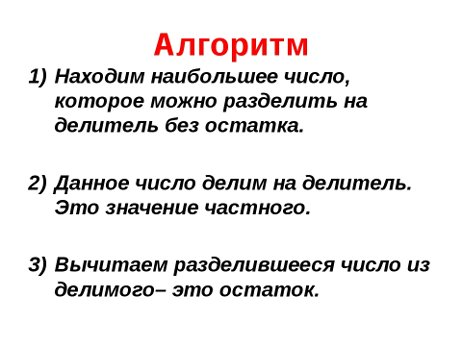 Алгоритм
1) Находим наибольшее число,
которое можно разделить на
делитель без остатка.
2) Данное число делим на делитель.
Это значение частного.
3) Вычитаем разделившееся число из
делимого– это остаток.